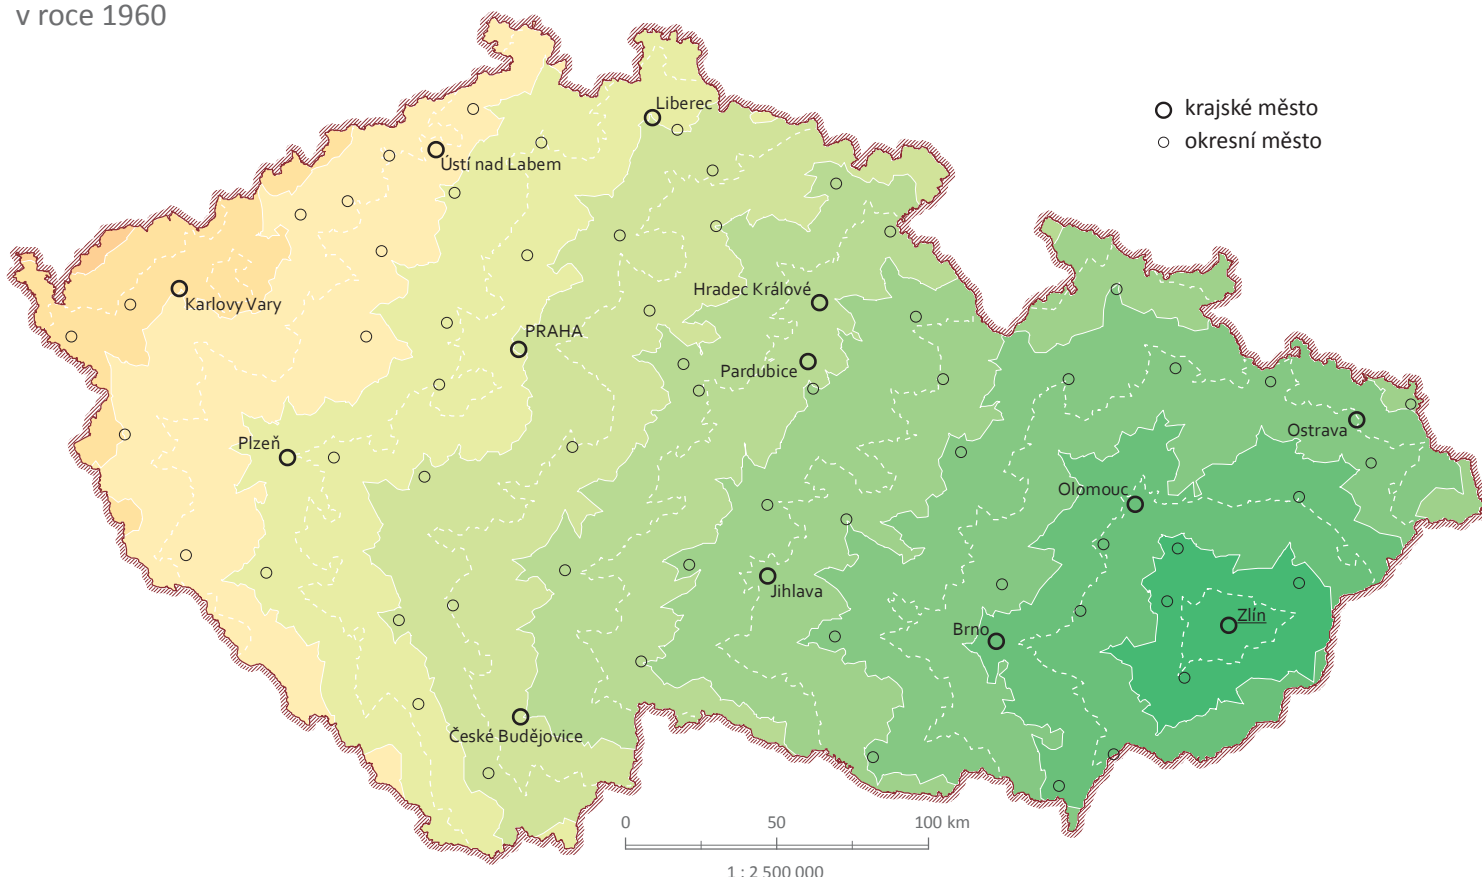 v roce 1960
krajské město
okresní město
Liberec
Ústí nad Labem
Karlovy Vary
Hradec Králové
PRAHA
Pardubice
Plzeň
Ostrava
Olomouc
Jihlava
Zlín
Brno
České Budějovice
0 50 100 km
1 : 2 500 000